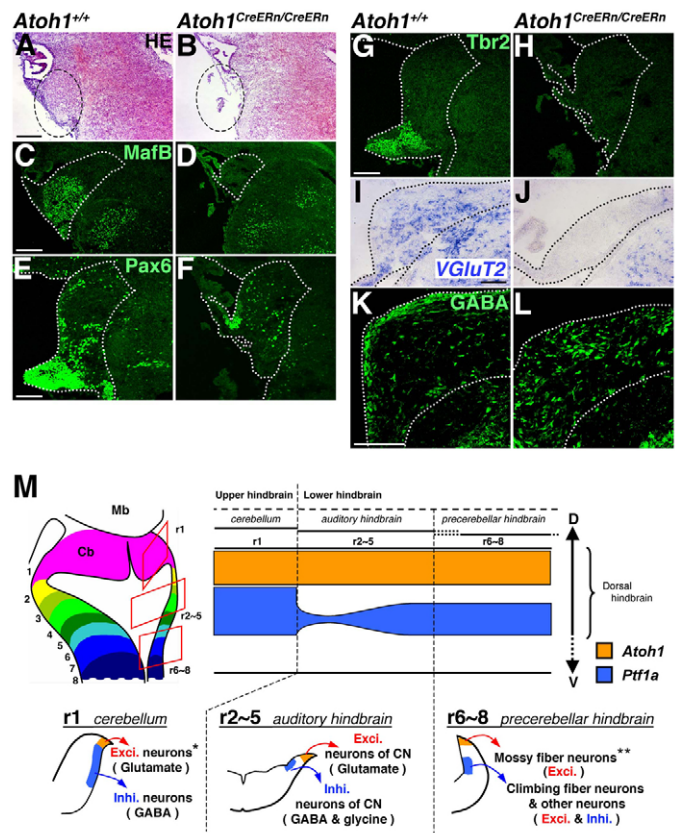 Atoh1+/+
Atoh1CreERn/CreERn
Atoh1+/+
Atoh1CreERn/CreERn
A
HE
B
C
MafB
D
E
Pax6
F
G
Tbr2
H
I
VGluT2
J
K
GABA
L
M
Mb
Cb
r1
1
2
3
4
5
6
7
8
r2~5
r6~8
Upper hindbrain
Lower hindbrain
cerebellum
auditory hindbrain
precerebellar hindbrain
r1
r2~5
r6~8
D
Dorsal
hindbrain
V
Atoh1
Ptf1a
r1 cerebellum
Exci. neurons*
( Glutamate )
Inhi. neurons
( GABA )
r2~5 auditory hindbrain
Exci.
neurons of CN
( Glutamate )
Inhi.
neurons of CN
( GABA & glycine )
r6~8 precerebellar hindbrain
Mossy fiber neurons**
( Exci. )
Climbing fiber neurons
& other neurons
( Exci. & Inhi. )